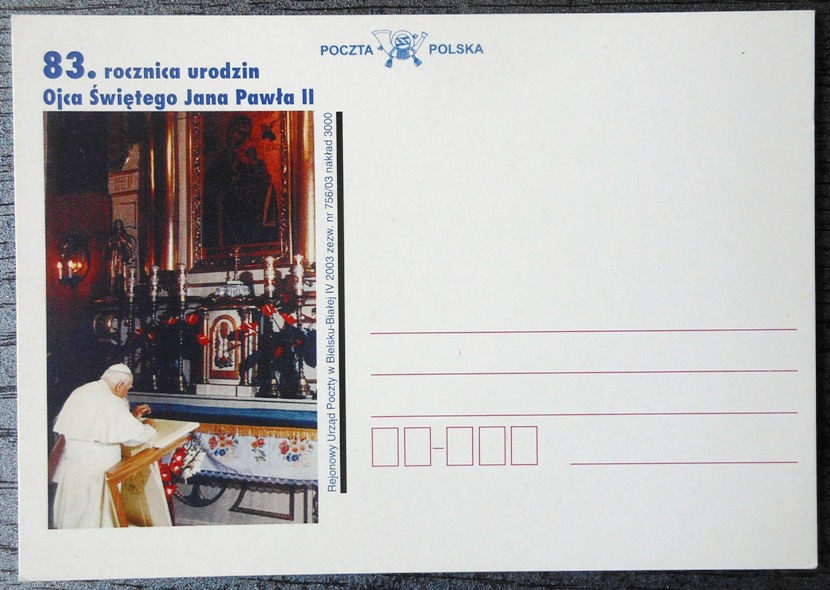 83. rocznica urodzin
Ojca Świętego Jana Pawła II
POCZTA POLSKA
Rejonowy Urząd Poczty w Bielsku-Białej IV 2003 zezw. nr 756/03 nakład 3000